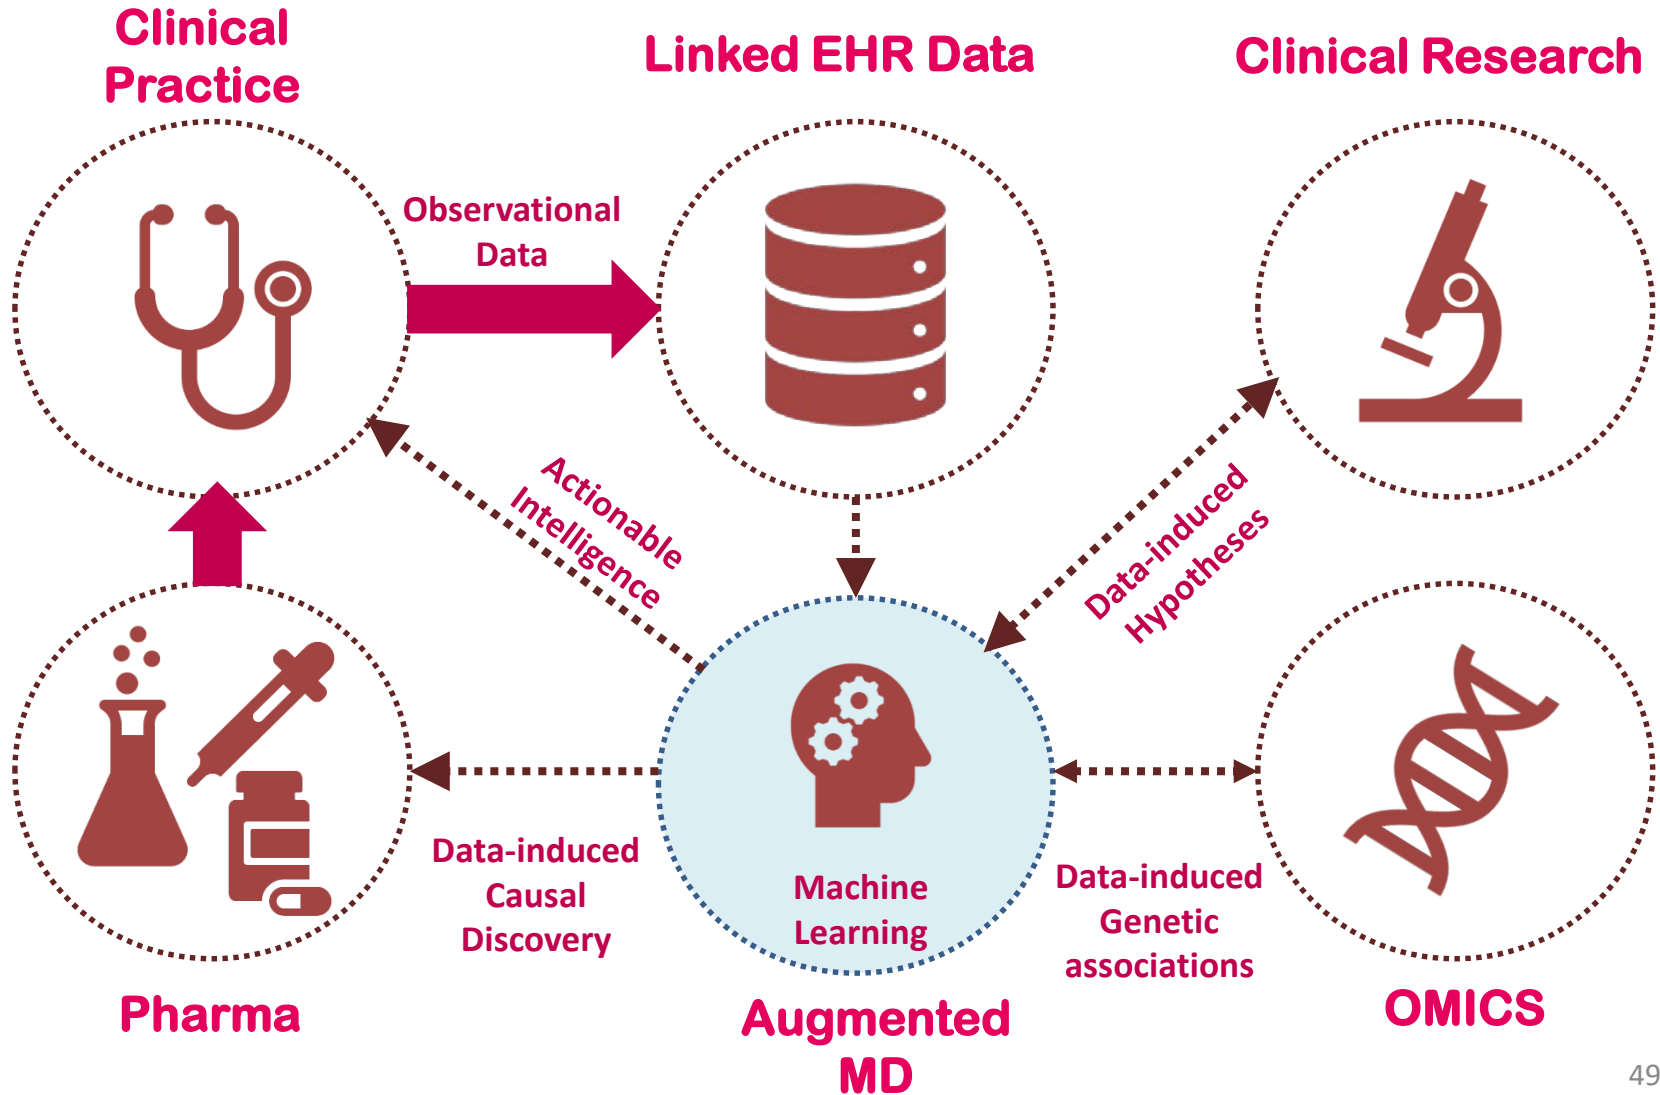 Clinical
Practice
Linked EHR Data
Clinical Research
Observational
Data
Actionable
Intelligence
Data-induced
Hypotheses
Data-induced
Causal
Discovery
Machine
Learning
Data-induced
Genetic
associations
Pharma
Augmented
MD
OMICS
49